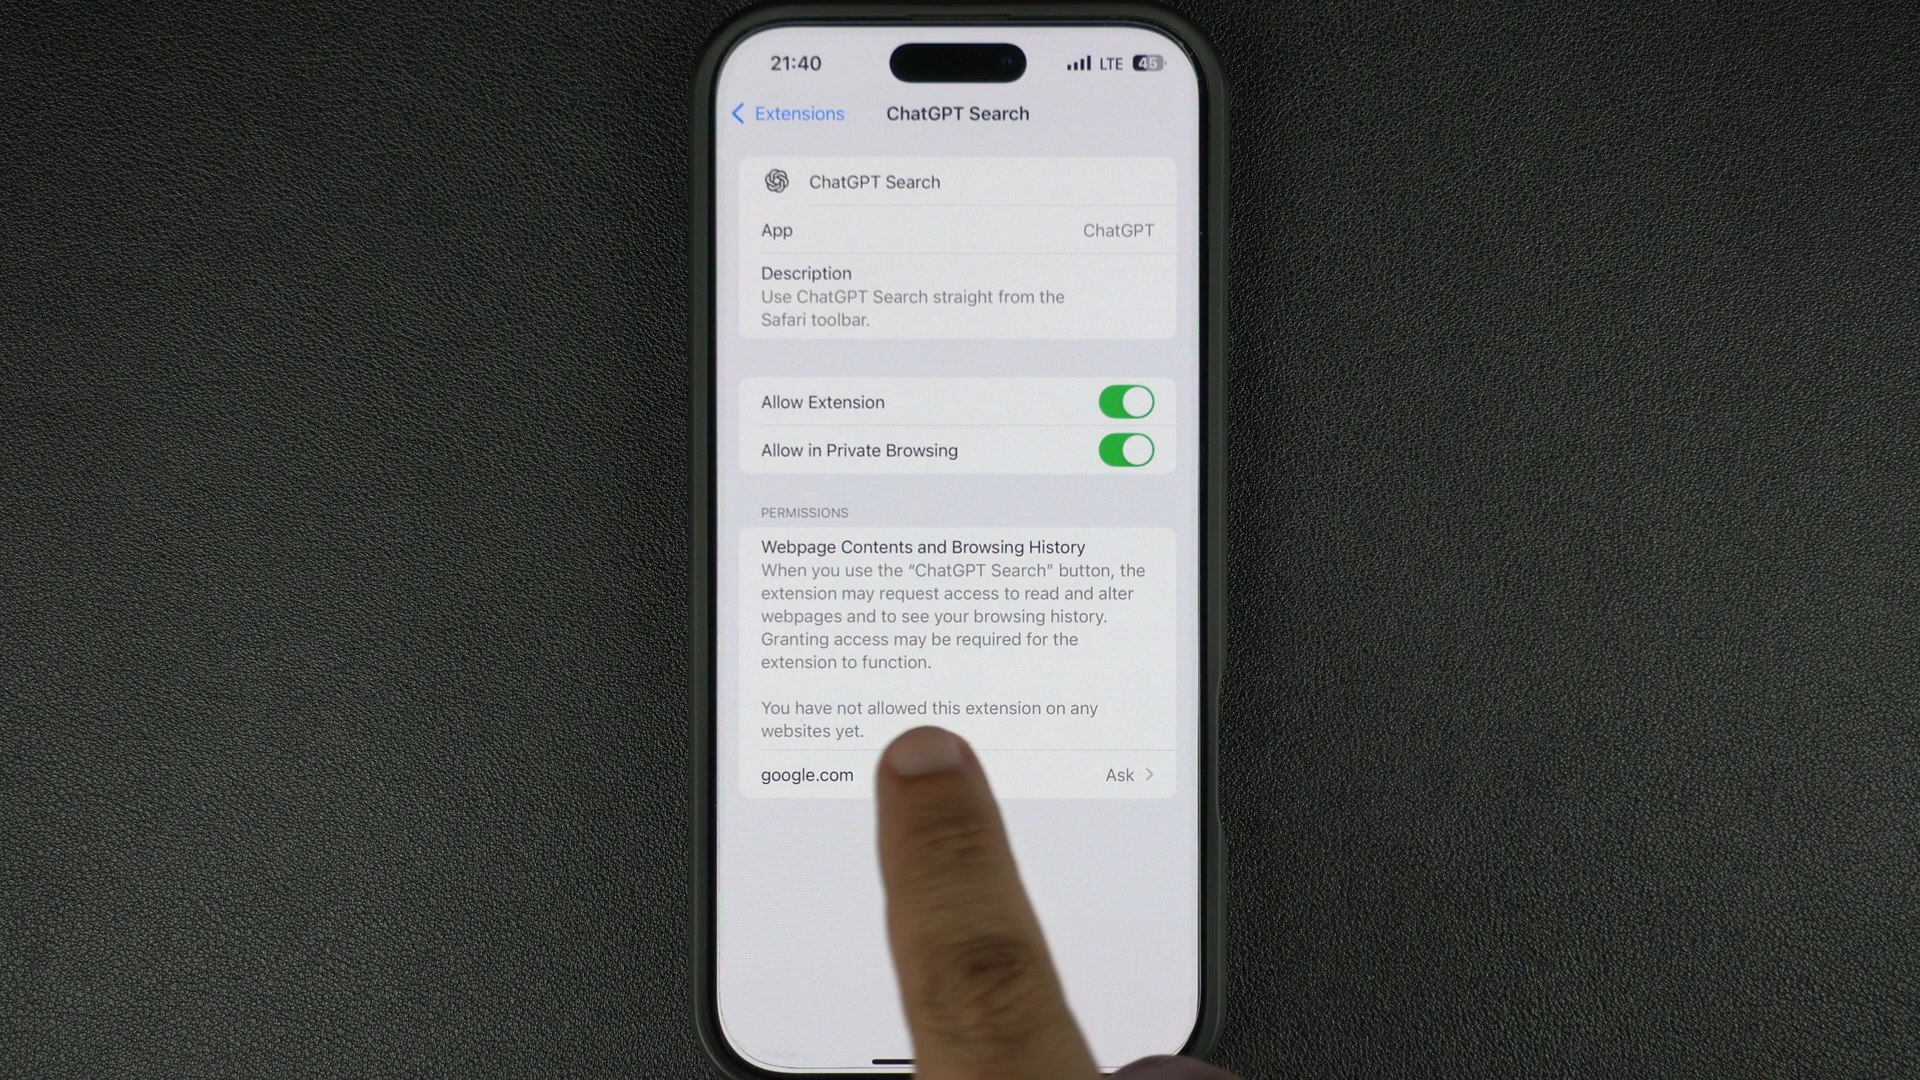 21:40
LTE 45
Extensions
ChatGPT Search
ChatGPT Search
App
ChatGPT
Description
Use ChatGPT Search straight from the
Safari toolbar.
Allow Extension
Allow in Private Browsing
PERMISSIONS
Webpage Contents and Browsing History
When you use the “ChatGPT Search” button, the
extension may request access to read and alter
webpages and to see your browsing history.
Granting access may be required for the
extension to function.
You have not allowed this extension on any
websites yet.
google.com
Ask